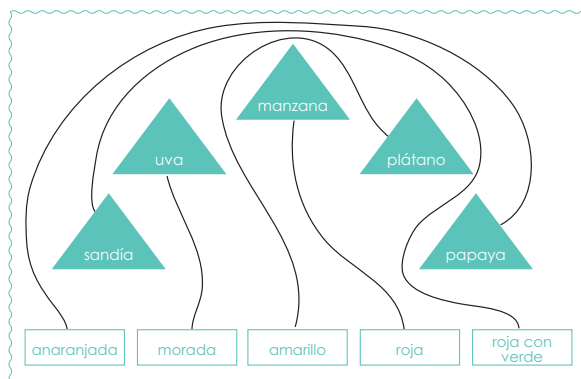 manzana
uva
plátano
sandía
papaya
anaranjada
morada
amarillo
roja
roja con
verde